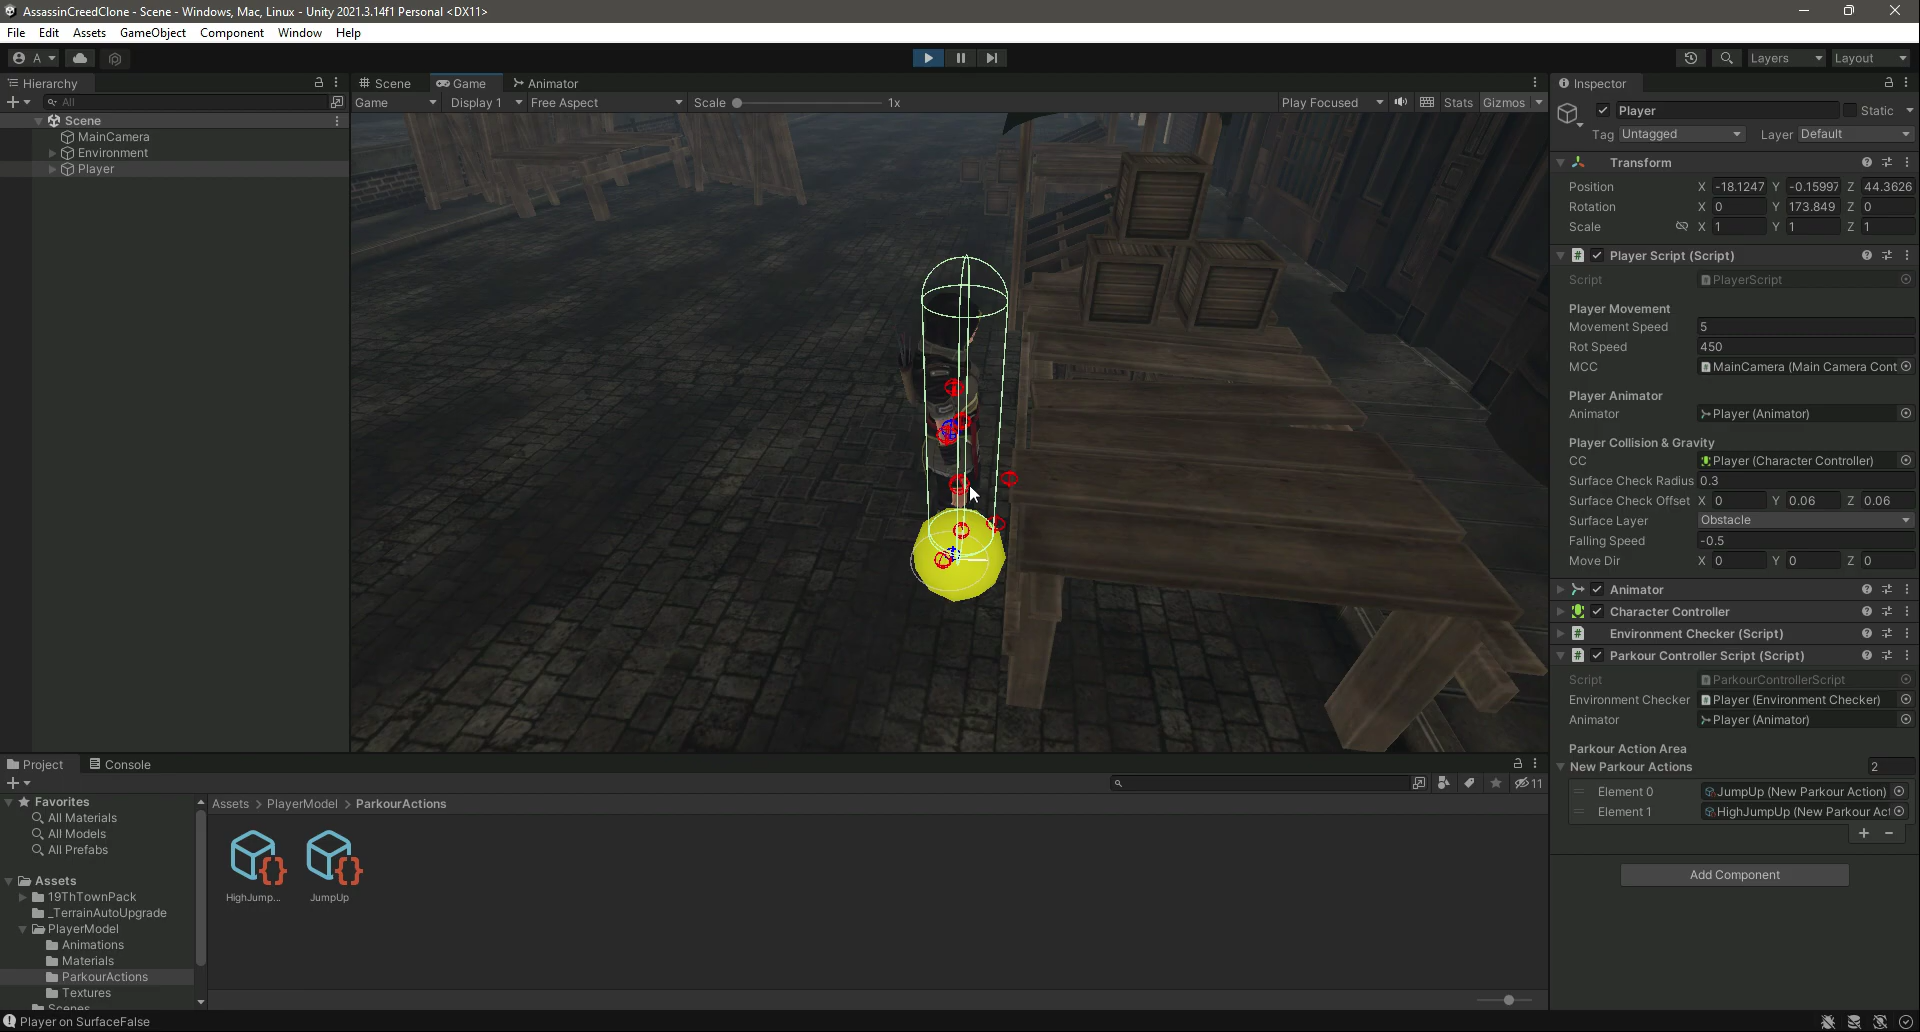 AssassinCreedClone - Scene - Windows, Mac, Linux - Unity 2021.3.14f1 Personal <DX11>
File Edit Assets GameObject Component Window Help
A Layers Layout
Hierarchy
All
Scene
MainCamera
Environment
Player
Scene Game Animator
Game Display 1 Free Aspect Scale 1x Play Focused Stats Gizmos
Inspector
Player Static
Tag Untagged Layer Default
Transform
Position X -18.1247 Y -0.15997 Z 44.3626
Rotation X 0 Y 173.849 Z 0
Scale X 1 Y 1 Z 1
Player Script (Script)
Script PlayerScript
Player Movement
Movement Speed 5
Rot Speed 450
MCC MainCamera (Main Camera Cont
Player Animator
Animator Player (Animator)
Player Collision & Gravity
CC Player (Character Controller)
Surface Check Radius 0.3
Surface Check Offset X 0 Y 0.06 Z 0.06
Surface Layer Obstacle
Falling Speed -0.5
Move Dir X 0 Y 0 Z 0
Animator
Character Controller
Environment Checker (Script)
Parkour Controller Script (Script)
Script ParkourControllerScript
Environment Checker Player (Environment Checker)
Animator Player (Animator)
Parkour Action Area
New Parkour Actions 2
Element 0 JumpUp (New Parkour Action)
Element 1 HighJumpUp (New Parkour Act
Add Component
Project Console
11
Favorites
All Materials
All Models
All Prefabs
Assets
19ThTownPack
_TerrainAutoUpgrade
PlayerModel
Animations
Materials
ParkourActions
Textures
Scenes
Assets > PlayerModel > ParkourActions
HighJump... JumpUp
Player on SurfaceFalse